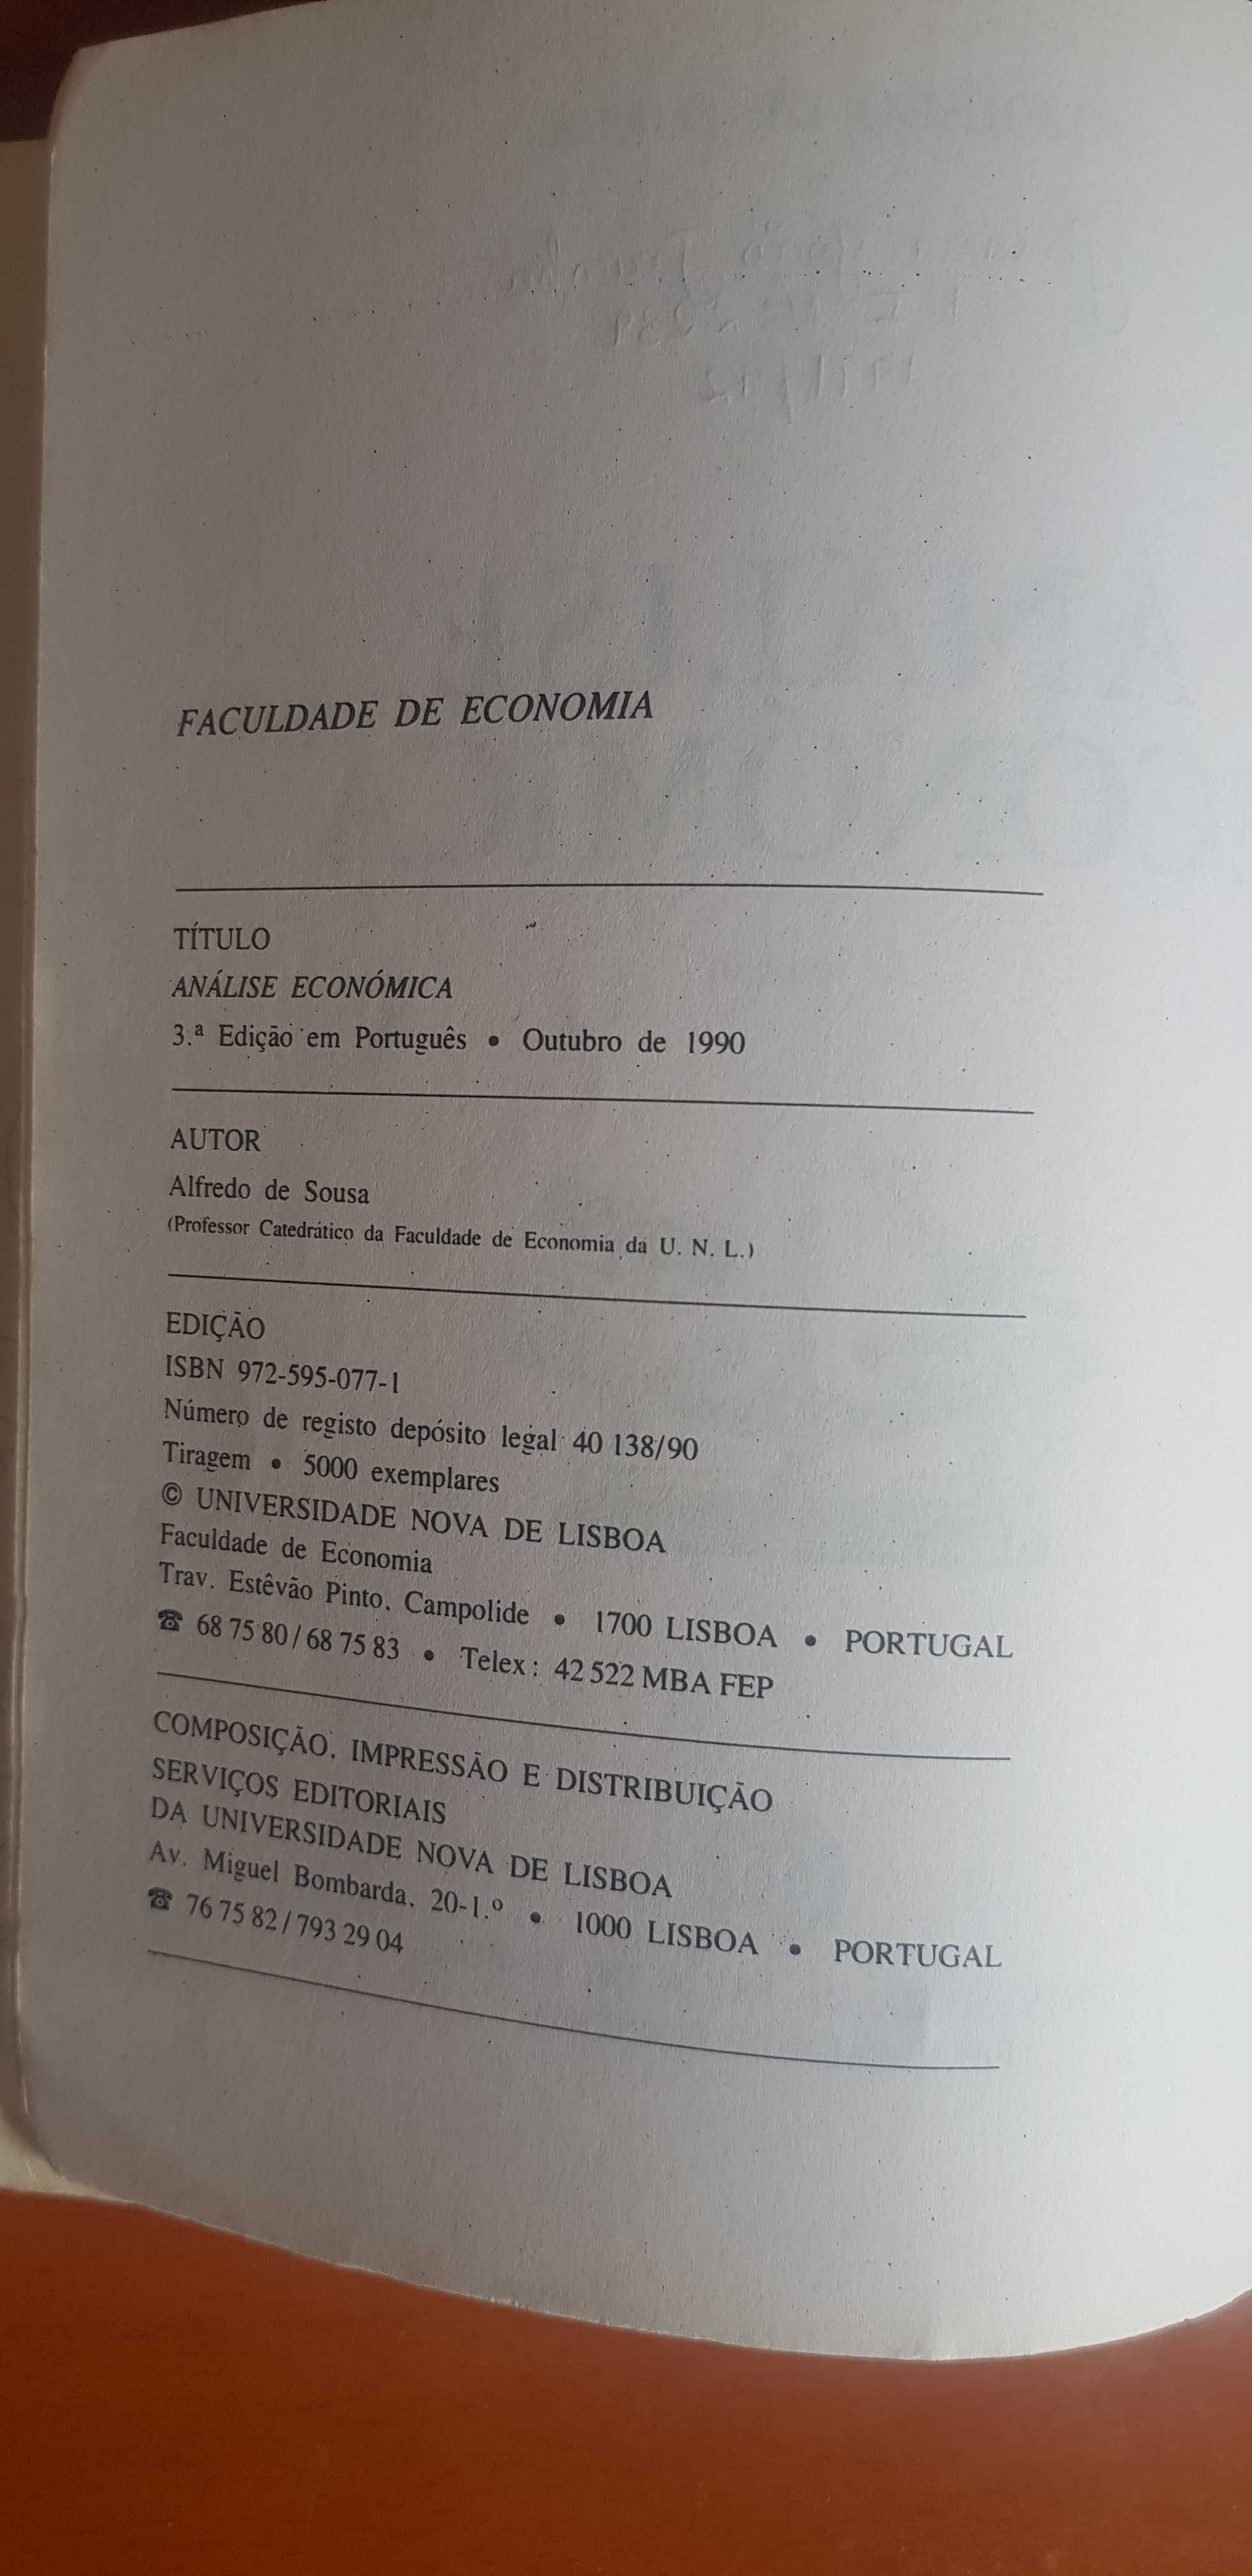 FACULDADE DE ECONOMIA
TÍTULO
ANÁLISE ECONÓMICA
3.ª Edição em Português • Outubro de 1990
AUTOR
Alfredo de Sousa
(Professor Catedrático da Faculdade de Economia da U. N. L.)
EDIÇÃO
ISBN 972-595-077-1
Número de registo depósito legal 40 138/90
Tiragem • 5000 exemplares
© UNIVERSIDADE NOVA DE LISBOA
Faculdade de Economia
Trav. Estêvão Pinto, Campolide • 1700 LISBOA • PORTUGAL
☎ 68 75 80 / 68 75 83 • Telex: 42 522 MBA FEP
COMPOSIÇÃO, IMPRESSÃO E DISTRIBUIÇÃO
SERVIÇOS EDITORIAIS
DA UNIVERSIDADE NOVA DE LISBOA
Av. Miguel Bombarda, 20-1.º • 1000 LISBOA • PORTUGAL
☎ 76 75 82 / 793 29 04